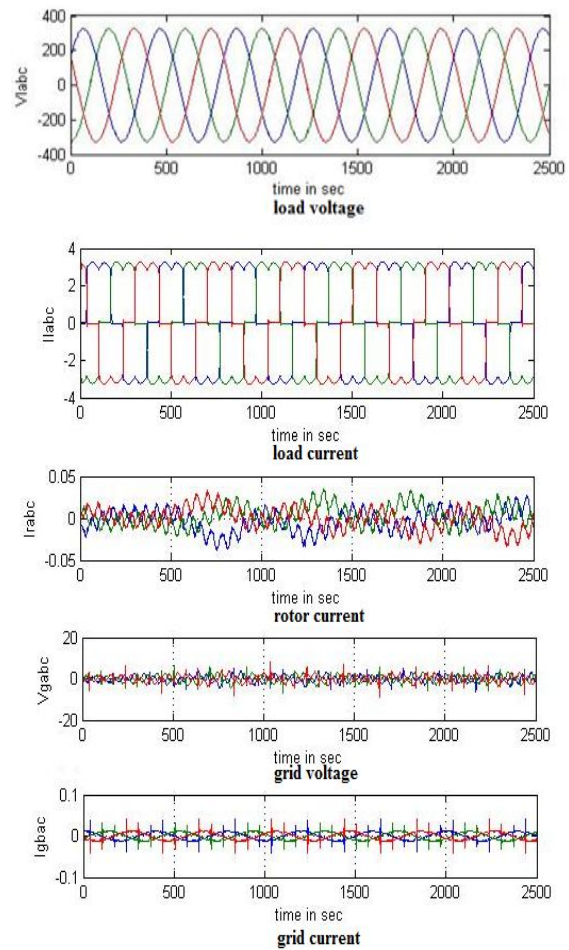 400
200
0
-200
-400
Vlabc
0 500 1000 1500 2000 2500
time in sec
load voltage
4
2
0
-2
-4
Ilabc
0 500 1000 1500 2000 2500
time in sec
load current
0.05
0
-0.05
Irabc
0 500 1000 1500 2000 2500
time in sec
rotor current
20
0
-20
Vgabc
0 500 1000 1500 2000 2500
time in sec
grid voltage
0.1
0
-0.1
Igbac
0 500 1000 1500 2000 2500
time in sec
grid current